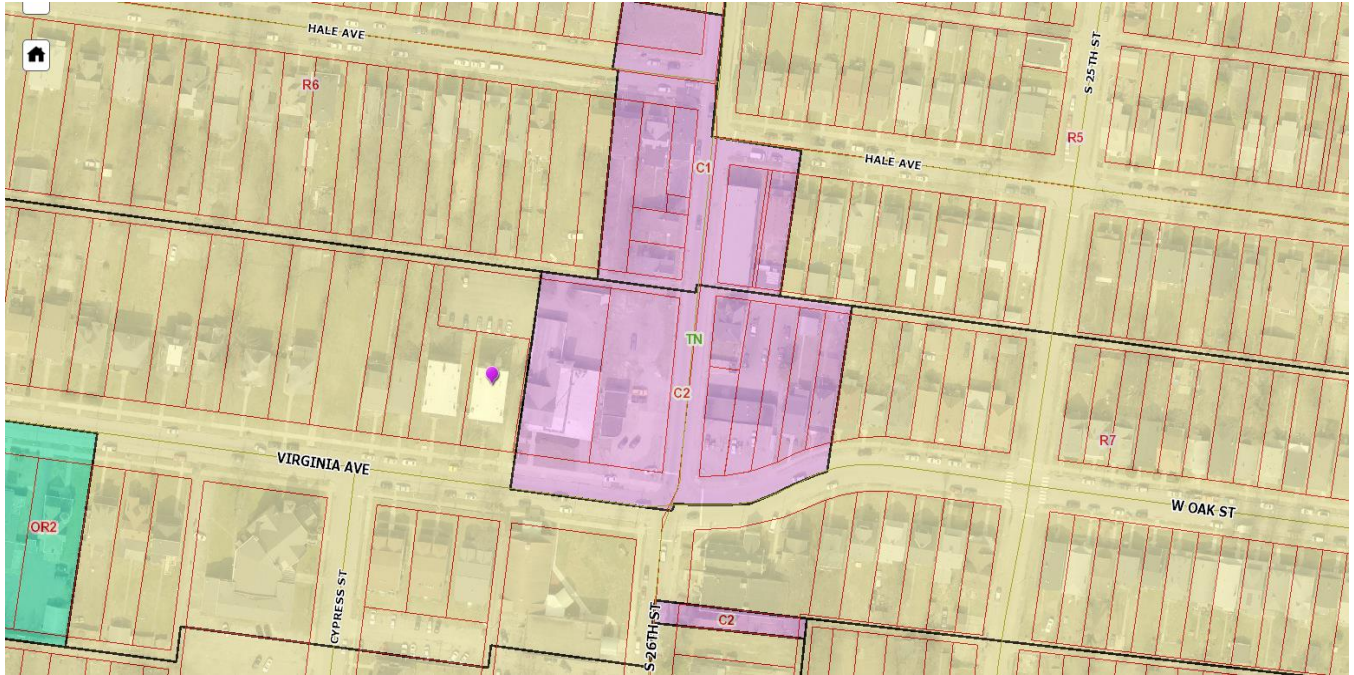 HALE AVE
S 25TH ST
R6
R5
C1
HALE AVE
TN
C2
R7
VIRGINIA AVE
W OAK ST
OR2
CYPRESS ST
S 26TH ST
C2